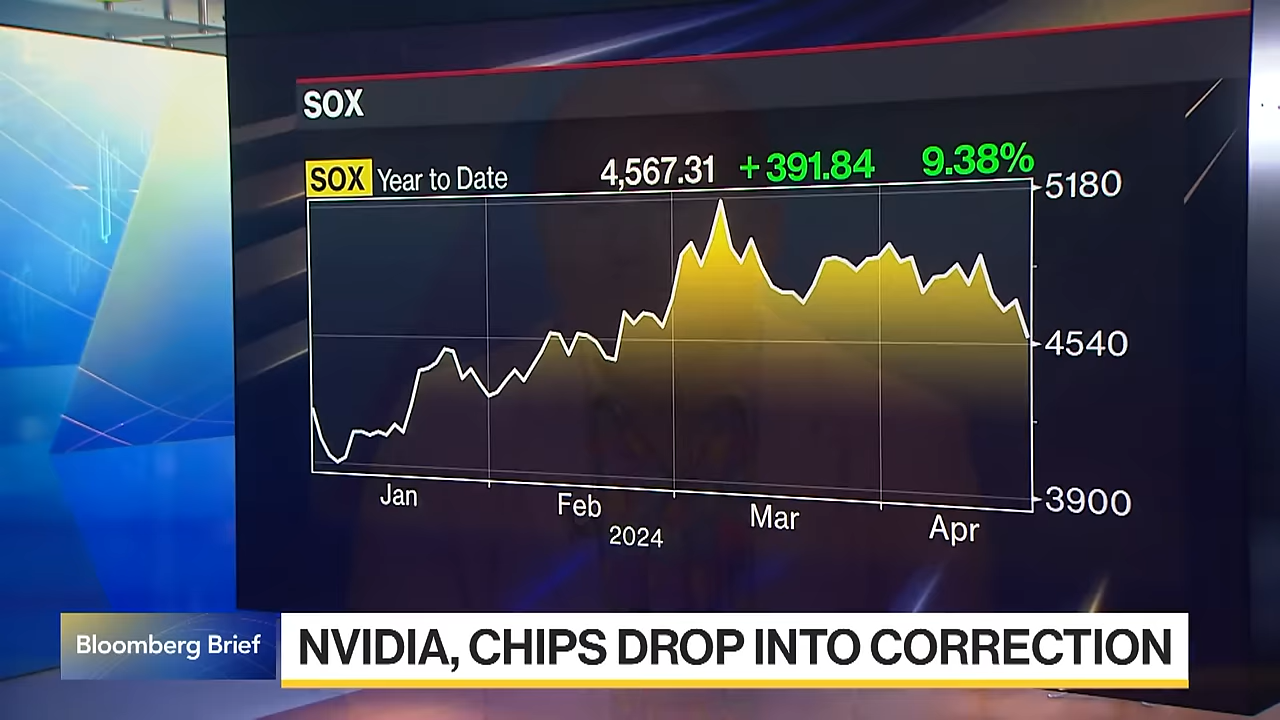 SOX
SOX Year to Date 4,567.31 +391.84 9.38%
5180
4540
3900
Jan Feb Mar Apr
2024
Bloomberg Brief
NVIDIA, CHIPS DROP INTO CORRECTION